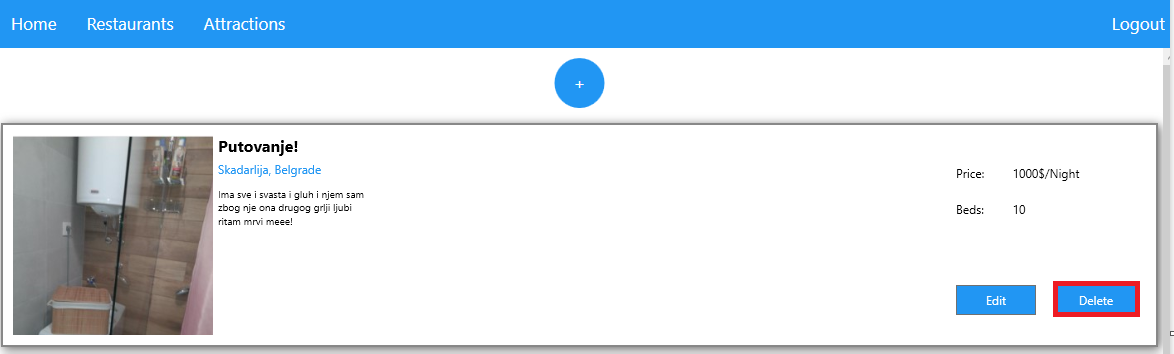 Home Restaurants Attractions Logout
+
Putovanje!
Skadarlija, Belgrade
Ima sve i svasta i gluh i njem sam
zbog nje ona drugog grlji ljubi
ritam mrvi meee!
Price: 1000$/Night
Beds: 10
Edit Delete